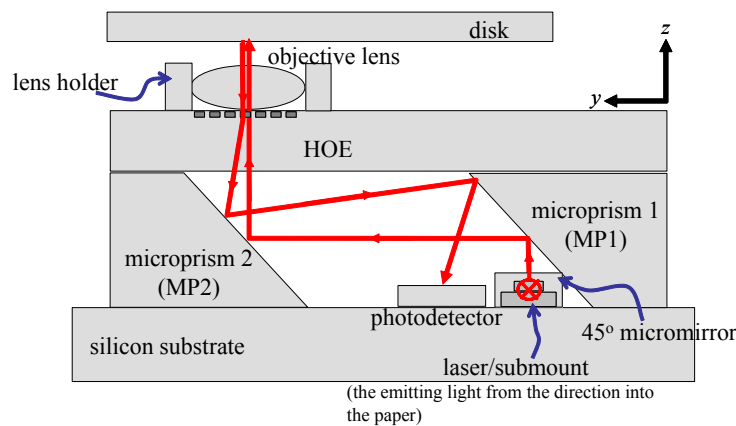 disk
z
objective lens
lens holder
y
HOE
microprism 1
(MP1)
microprism 2
(MP2)
photodetector
45º micromirror
silicon substrate
laser/submount
(the emitting light from the direction into
the paper)